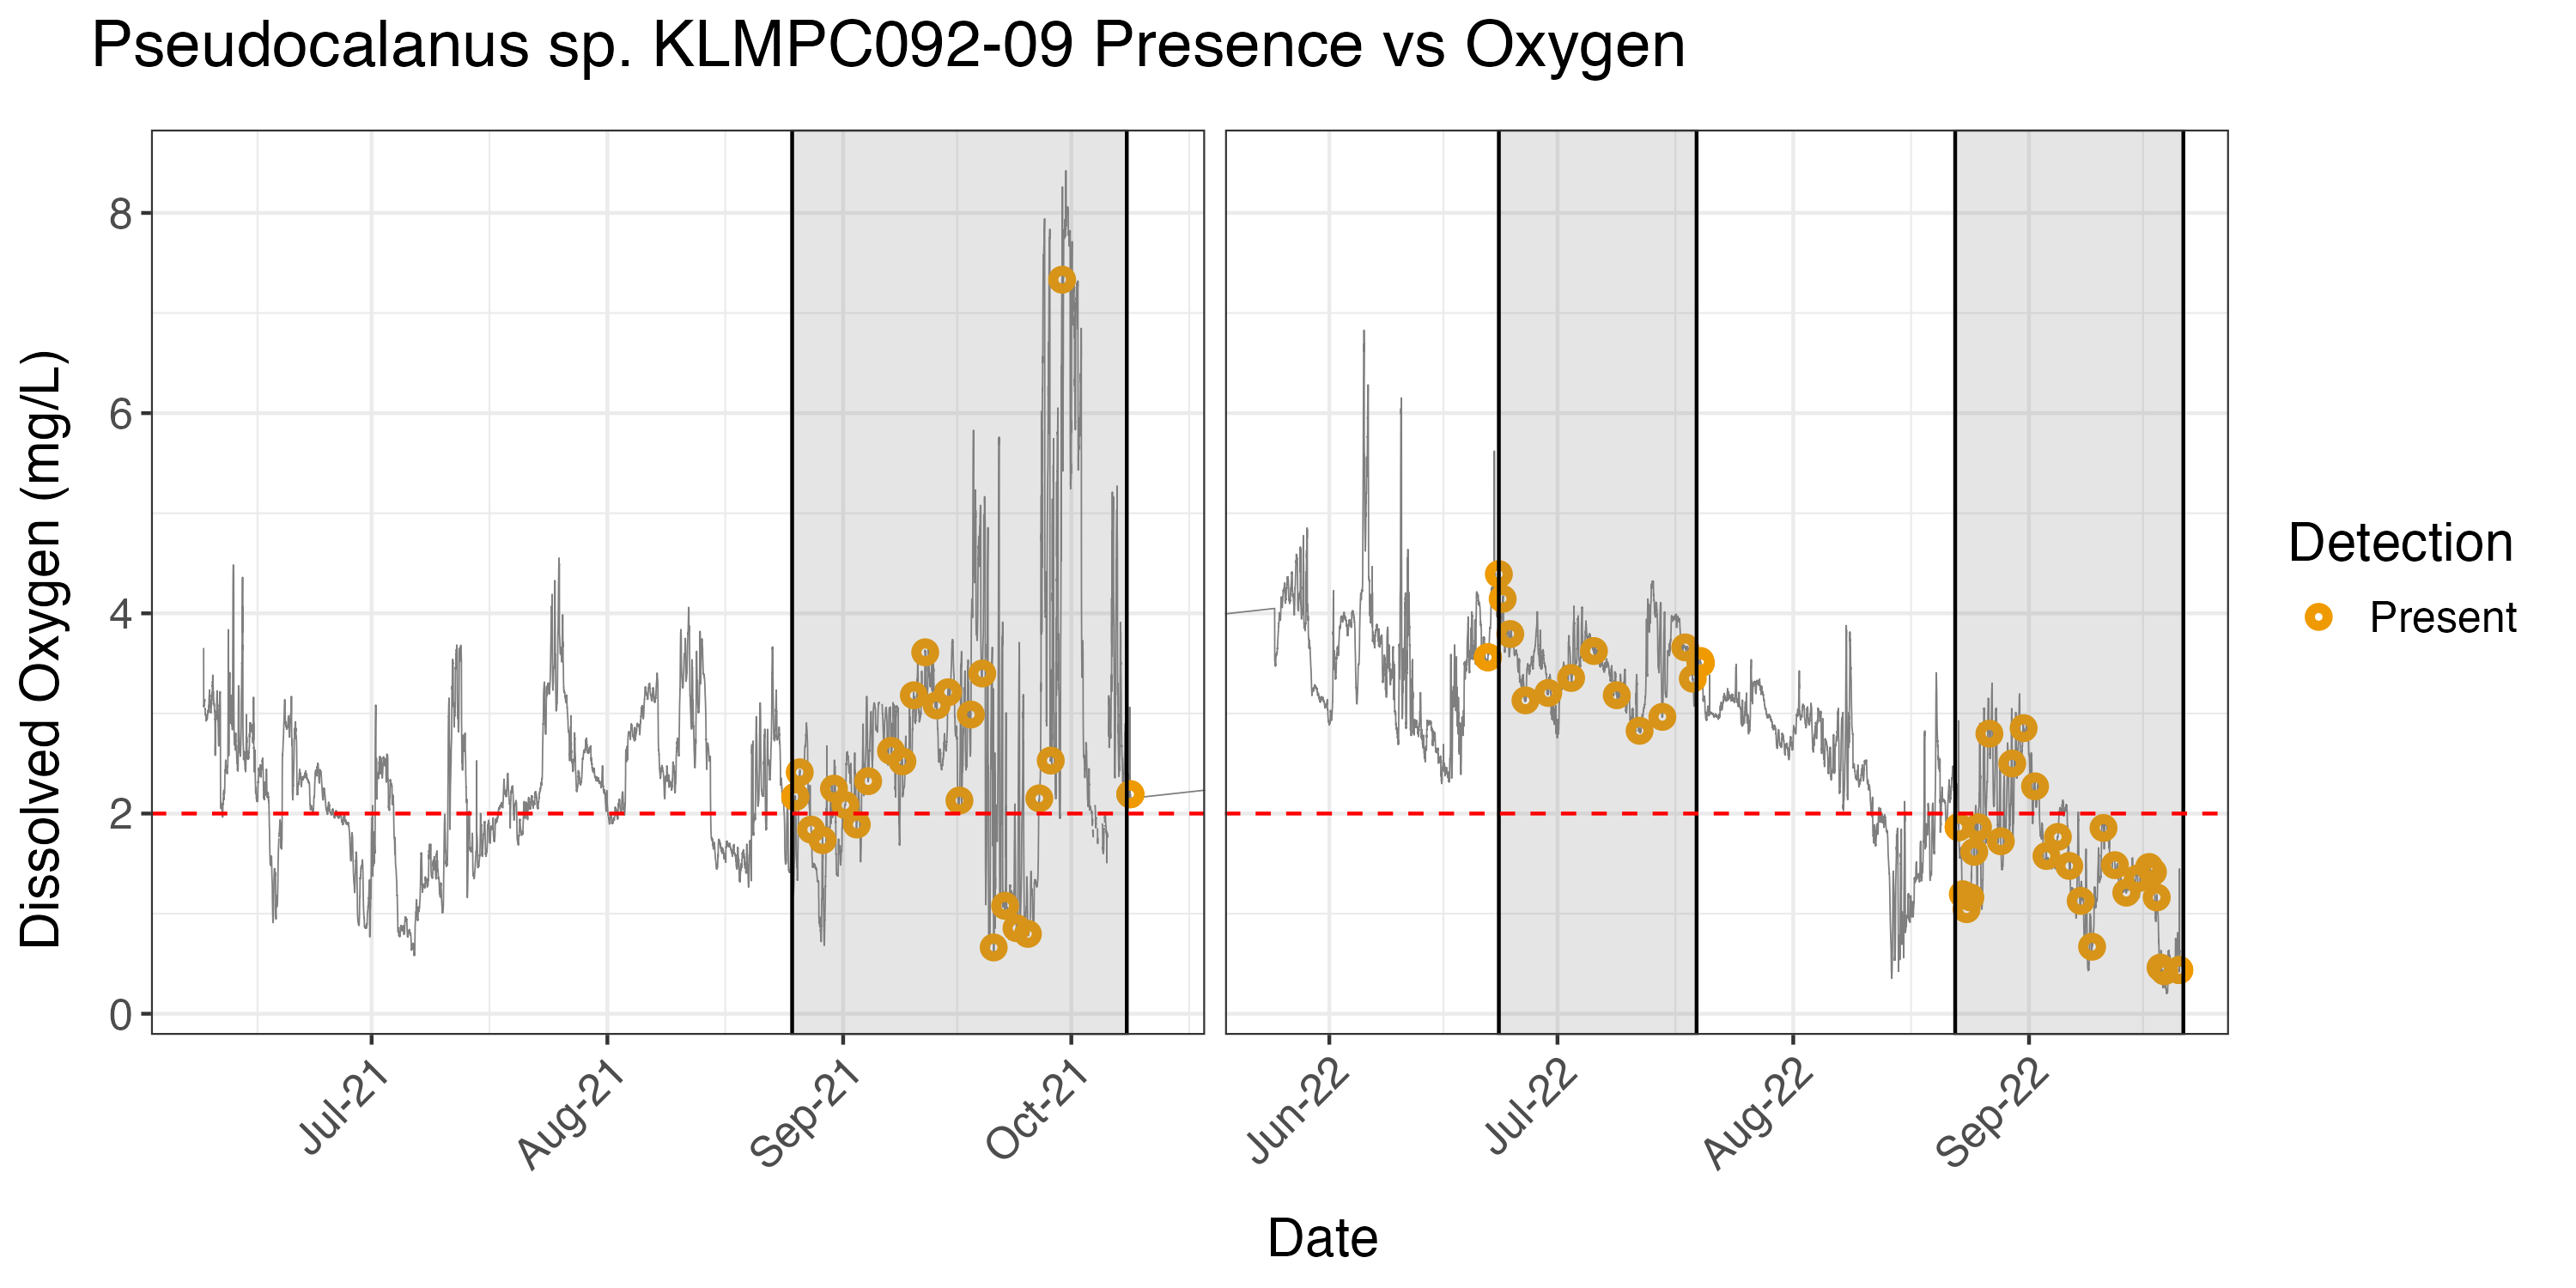 Pseudocalanus sp. KLMPC092-09 Presence vs Oxygen
Dissolved Oxygen (mg/L)
8
6
4
2
0
Jul-21
Aug-21
Sep-21
Oct-21
Jun-22
Jul-22
Aug-22
Sep-22
Date
Detection
Present